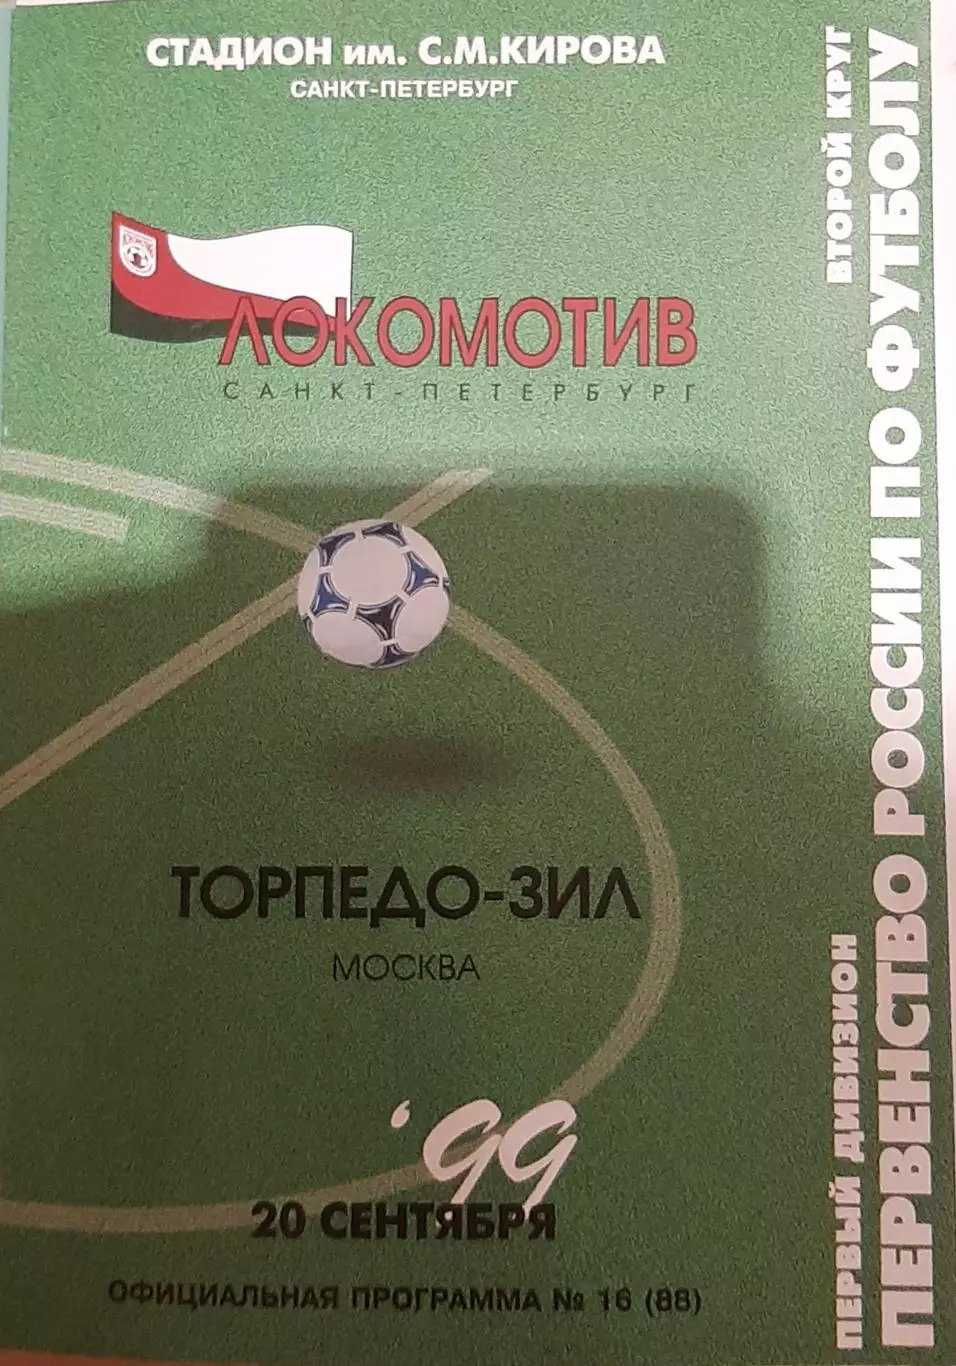 СТАДИОН им. С.М.КИРОВА
САНКТ-ПЕТЕРБУРГ
ЛОКОМОТИВ
САНКТ-ПЕТЕРБУРГ
ТОРПЕДО-ЗИЛ
МОСКВА
‘99
20 СЕНТЯБРЯ
ОФИЦИАЛЬНАЯ ПРОГРАММА № 16 (88)
ПЕРВЫЙ ДИВИЗИОН
ВТОРОЙ КРУГ
ПЕРВЕНСТВО РОССИИ ПО ФУТБОЛУ